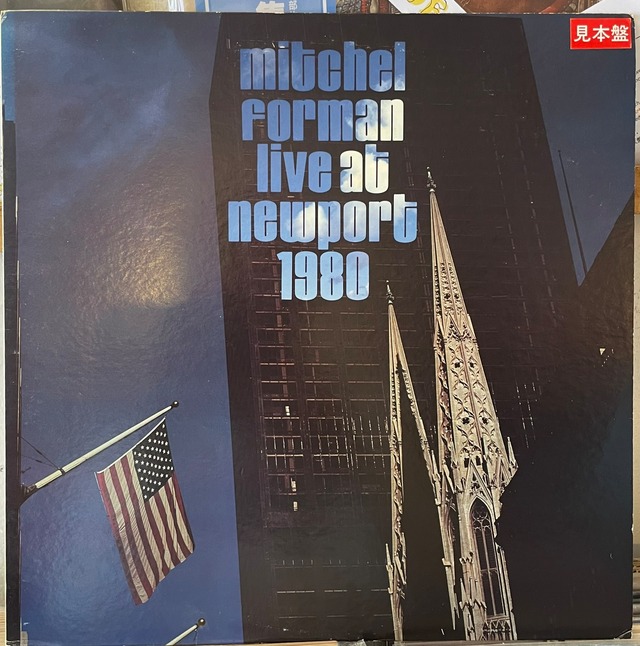 見本盤
mitchel
forman
live at
newport
1980